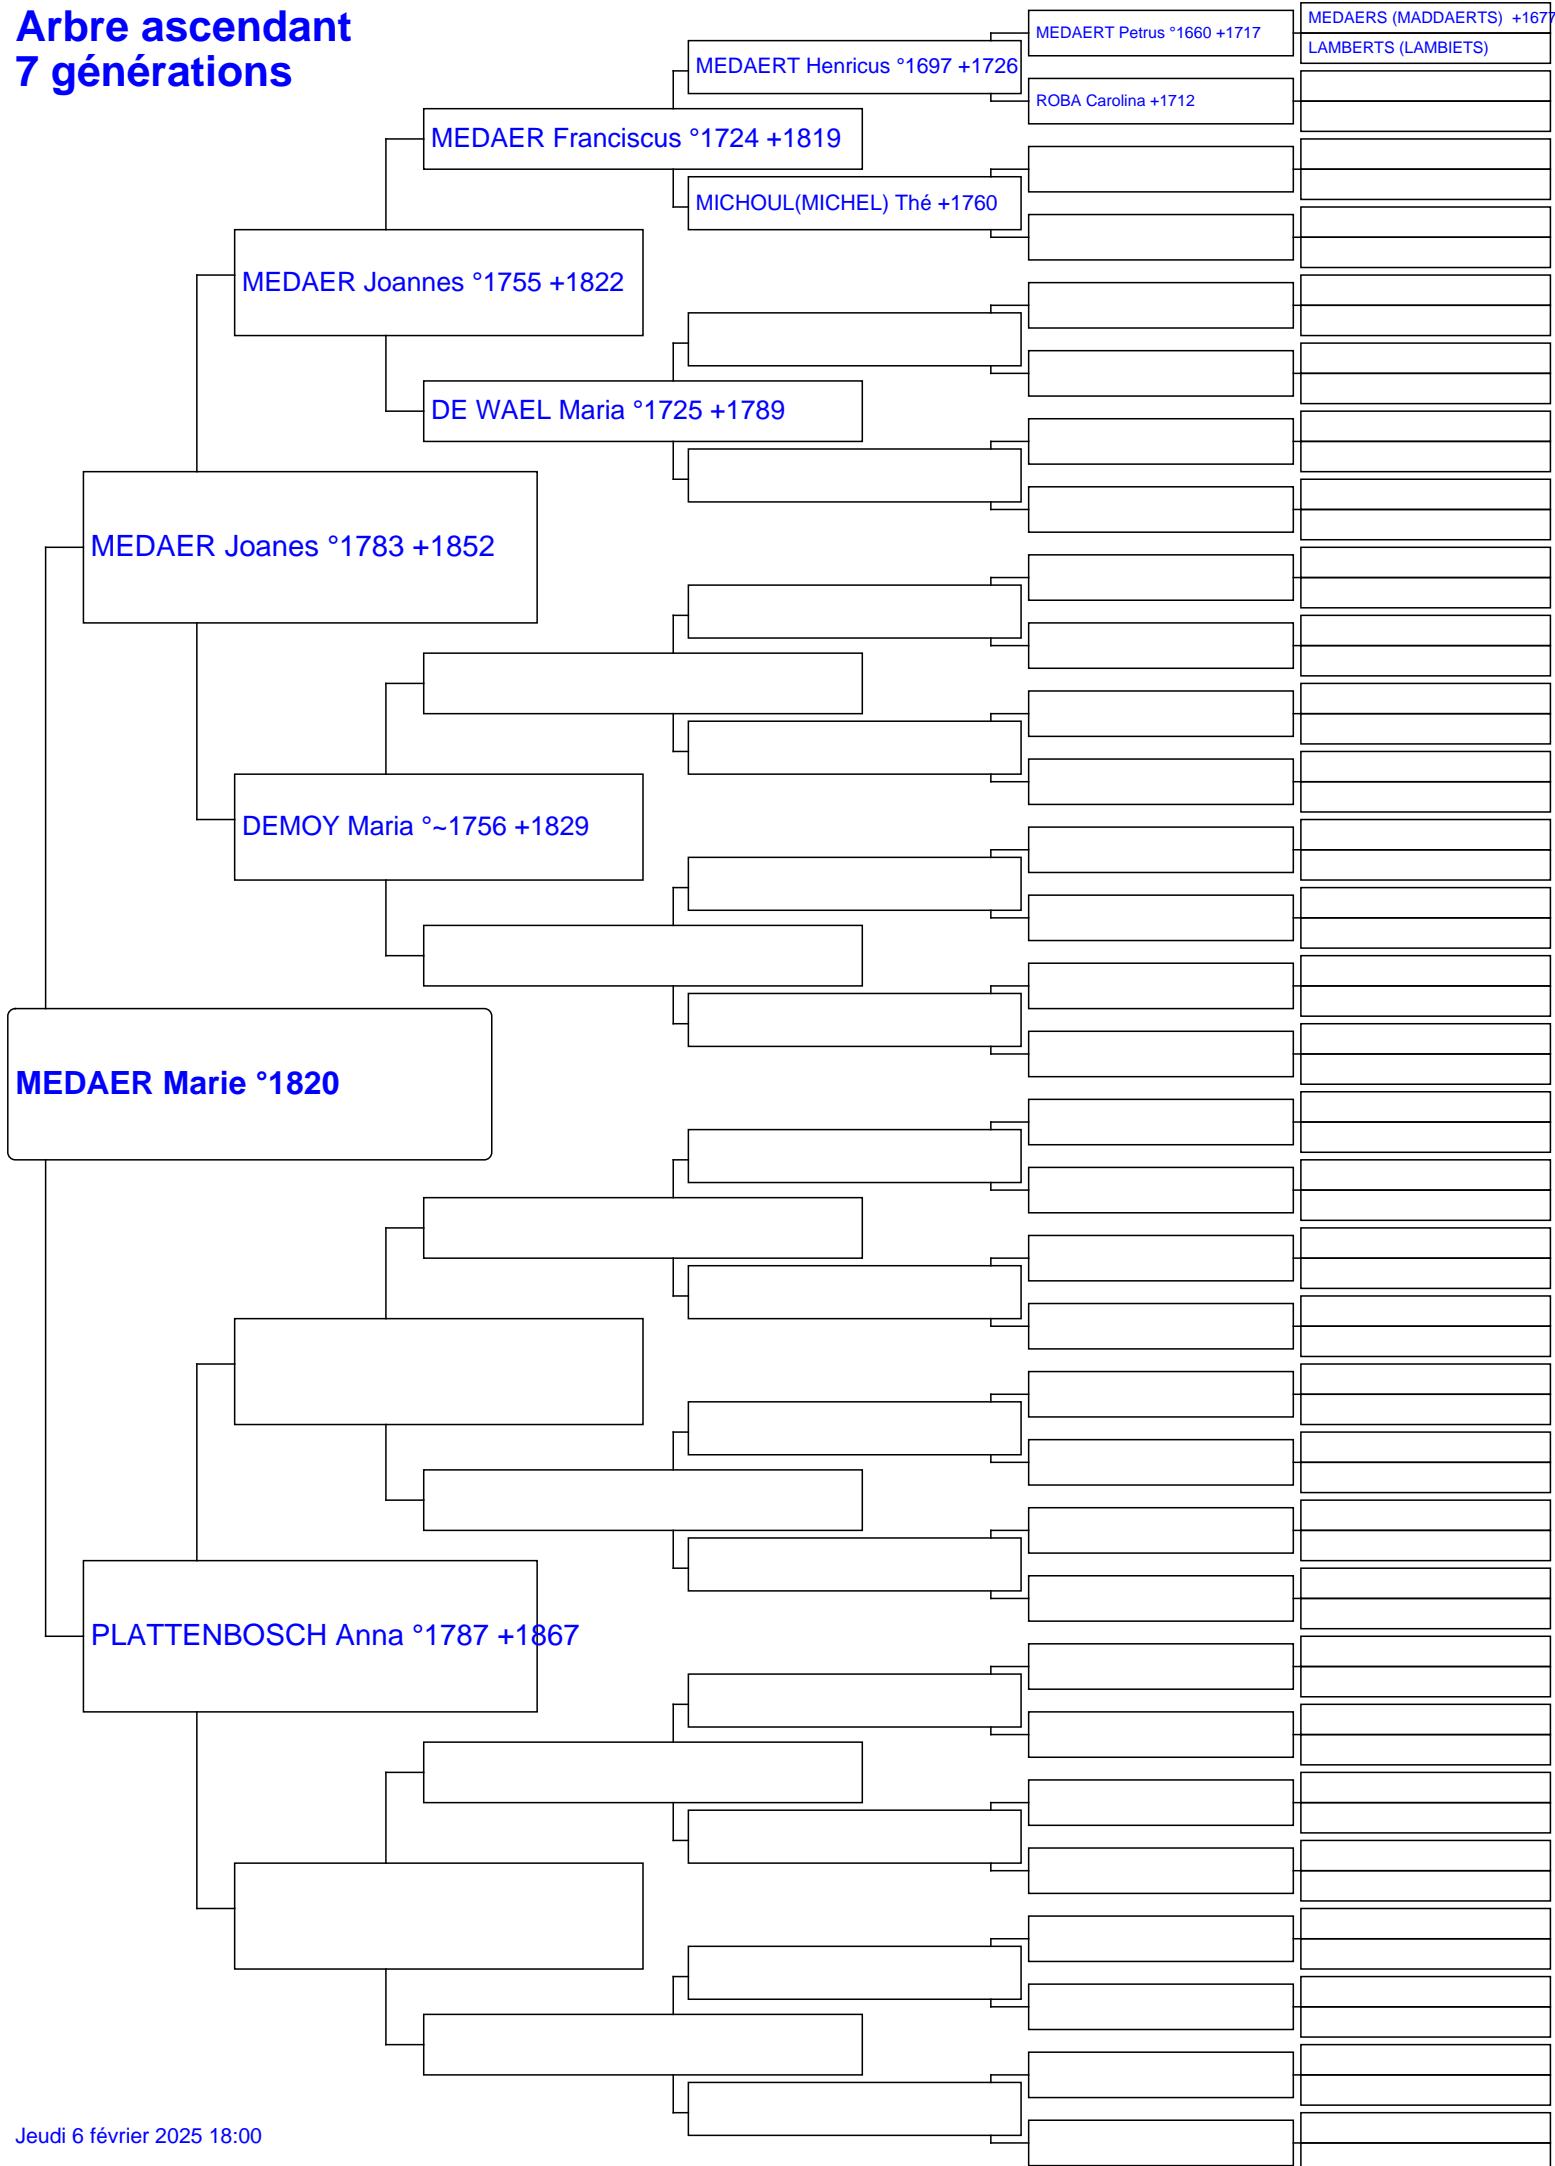 Arbre ascendant
7 générations
MEDAERT Petrus °1660 +1717
MEDAERS (MADDAERTS)  +1677
LAMBERTS (LAMBIETS)
MEDAERT Henricus °1697 +1726
ROBA Carolina +1712
MEDAER Franciscus °1724 +1819
MICHOUL(MICHEL) Thé +1760
MEDAER Joannes °1755 +1822
DE WAEL Maria °1725 +1789
MEDAER Joanes °1783 +1852
DEMOY Maria °~1756 +1829
MEDAER Marie °1820
PLATTENBOSCH Anna °1787 +1867
Jeudi 6 février 2025 18:00